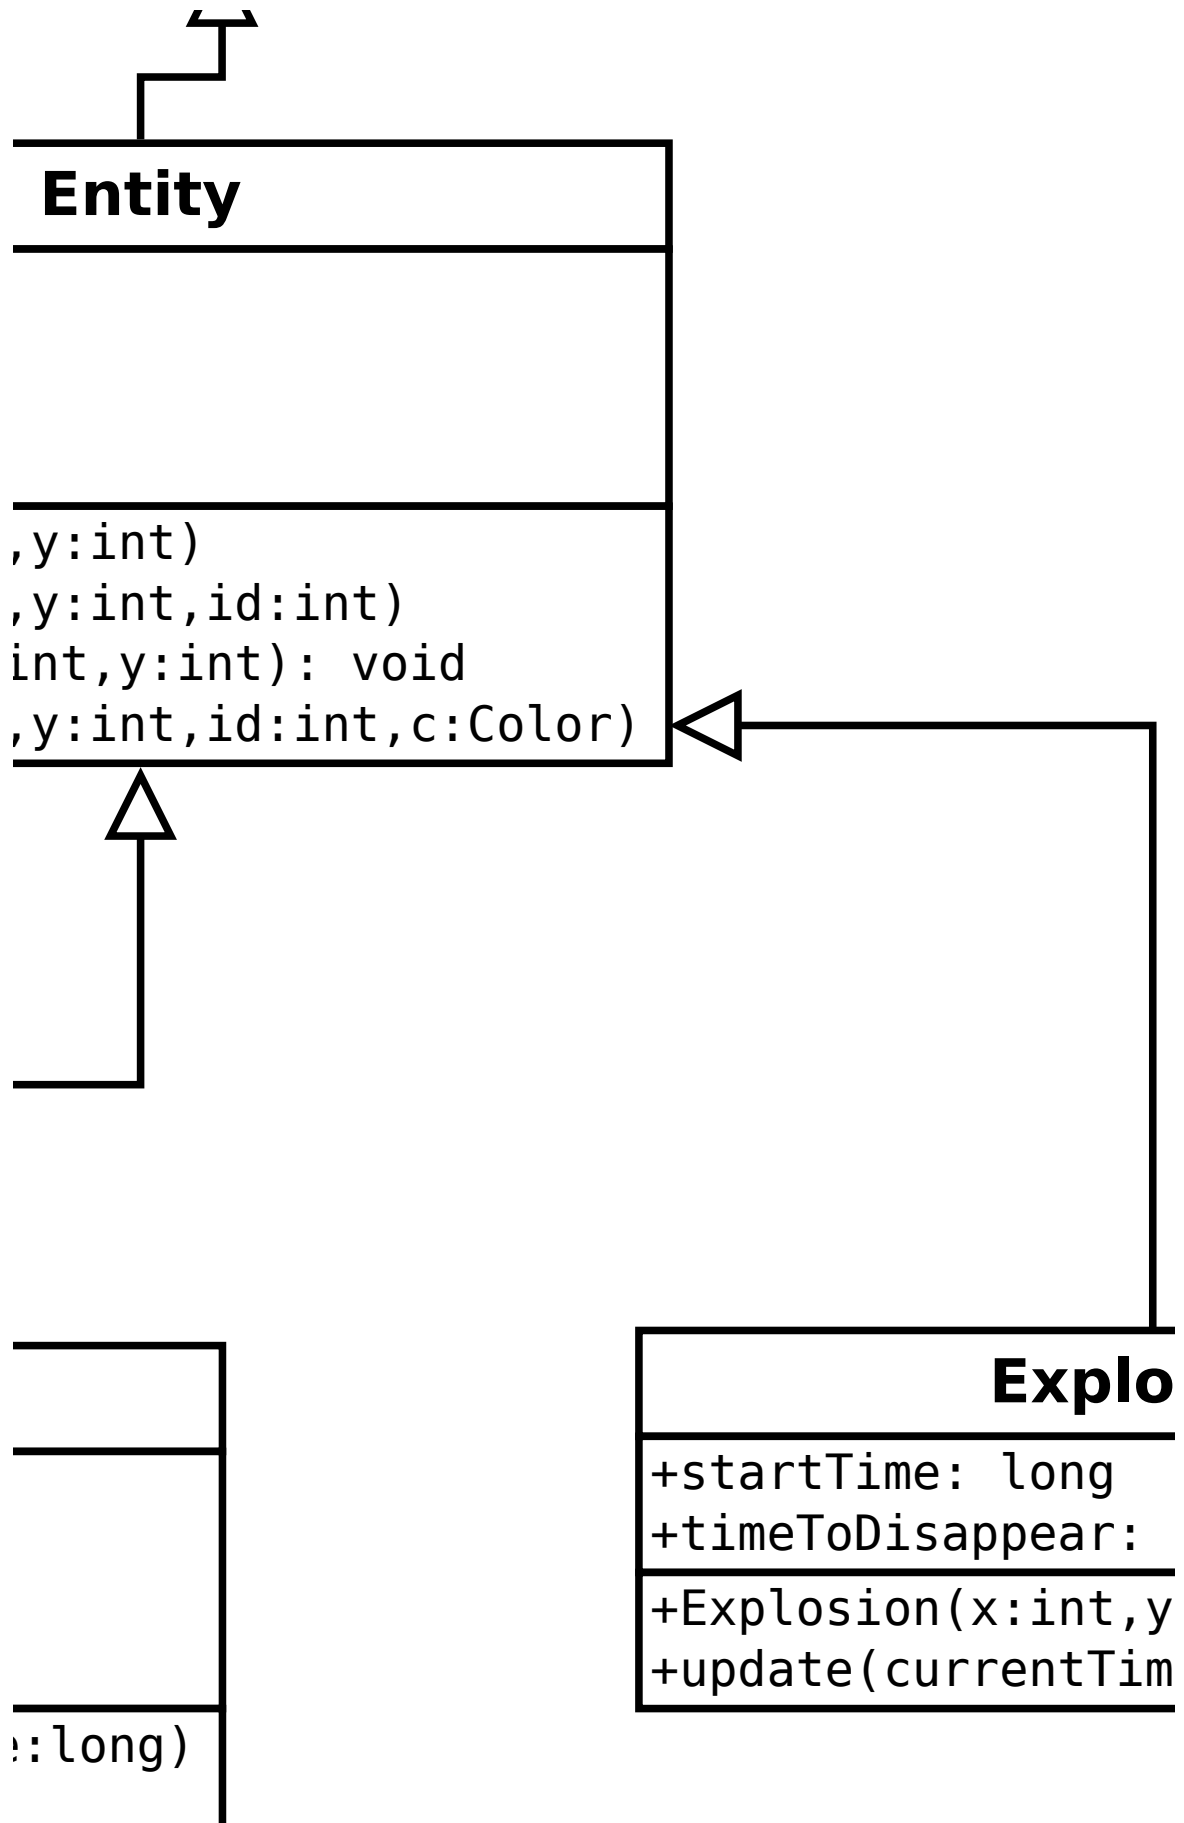 Entity
,y:int)
,y:int,id:int)
int,y:int): void
,y:int,id:int,c:Color)
Explo
+startTime: long
+timeToDisappear:
+Explosion(x:int,y
+update(currentTim
:long)